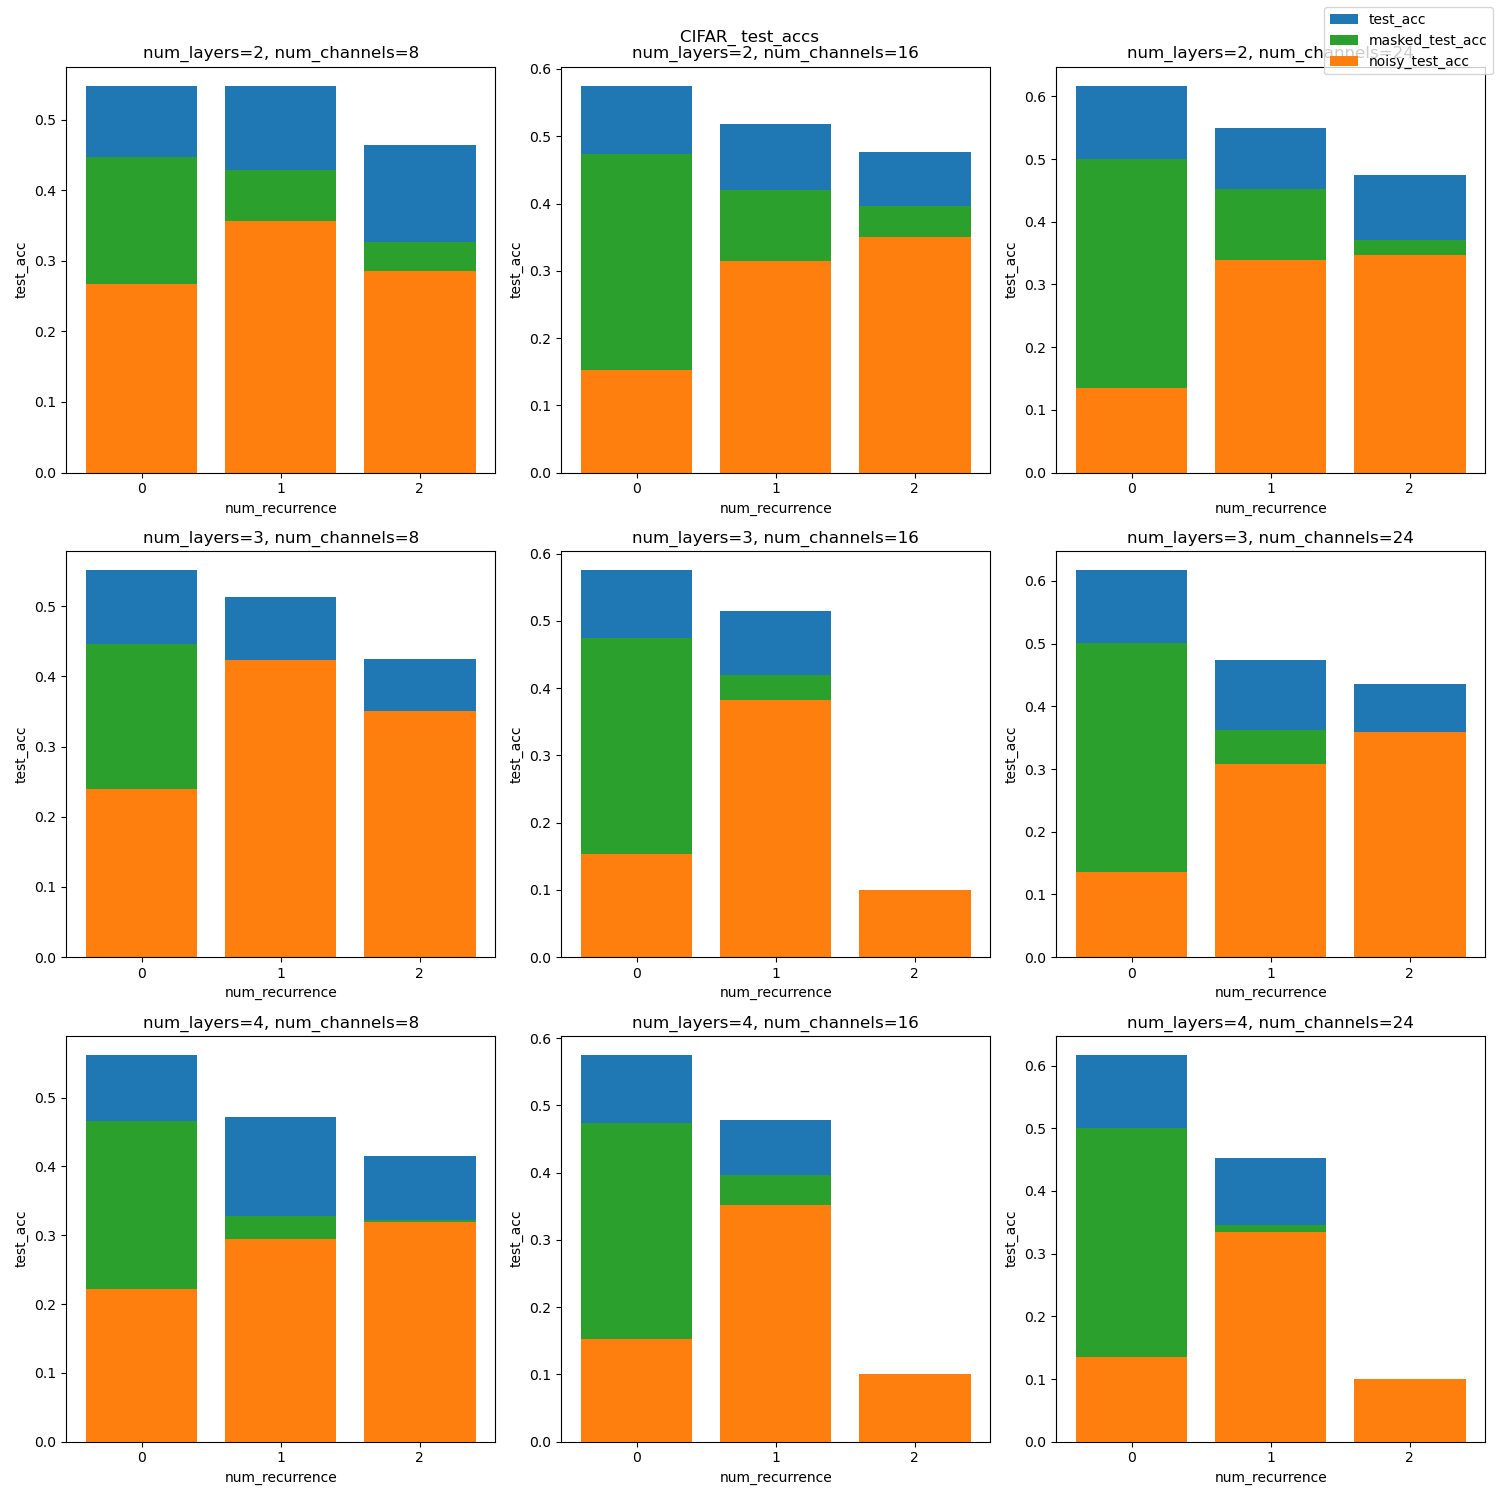 CIFAR_ test_accs
test_acc
masked_test_acc
noisy_test_acc
num_layers=2, num_channels=8
num_layers=2, num_channels=16
num_layers=2, num_channels=24
test_acc
0.5
0.4
0.3
0.2
0.1
0.0
0 1 2
num_recurrence
test_acc
0.6
0.5
0.4
0.3
0.2
0.1
0.0
0 1 2
num_recurrence
test_acc
0.6
0.5
0.4
0.3
0.2
0.1
0.0
0 1 2
num_recurrence
num_layers=3, num_channels=8
test_acc
0.5
0.4
0.3
0.2
0.1
0.0
0 1 2
num_recurrence
num_layers=3, num_channels=16
test_acc
0.6
0.5
0.4
0.3
0.2
0.1
0.0
0 1 2
num_recurrence
num_layers=3, num_channels=24
test_acc
0.6
0.5
0.4
0.3
0.2
0.1
0.0
0 1 2
num_recurrence
num_layers=4, num_channels=8
test_acc
0.5
0.4
0.3
0.2
0.1
0.0
0 1 2
num_recurrence
num_layers=4, num_channels=16
test_acc
0.6
0.5
0.4
0.3
0.2
0.1
0.0
0 1 2
num_recurrence
num_layers=4, num_channels=24
test_acc
0.6
0.5
0.4
0.3
0.2
0.1
0.0
0 1 2
num_recurrence